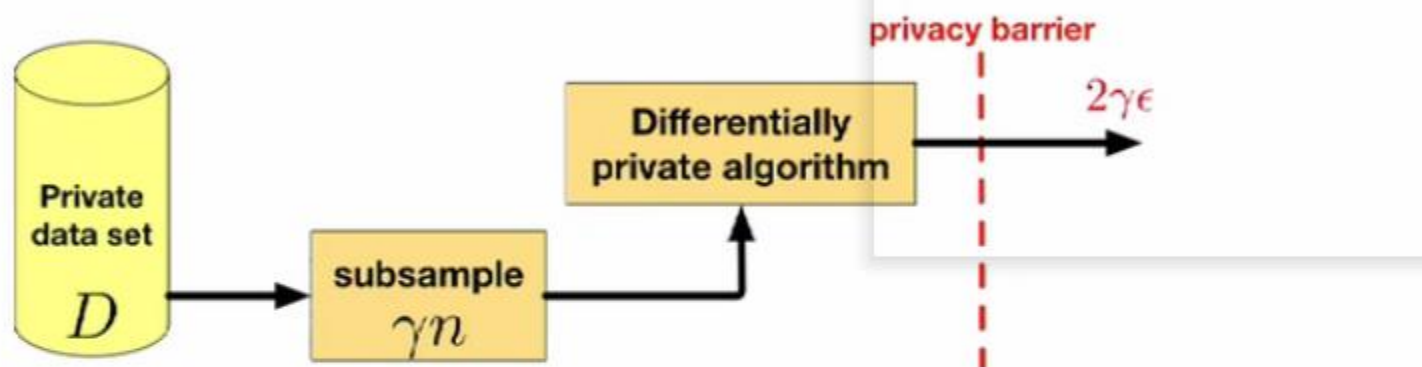 privacy barrier
2γϵ
Differentially
private algorithm
Private
data set
D
subsample
γn